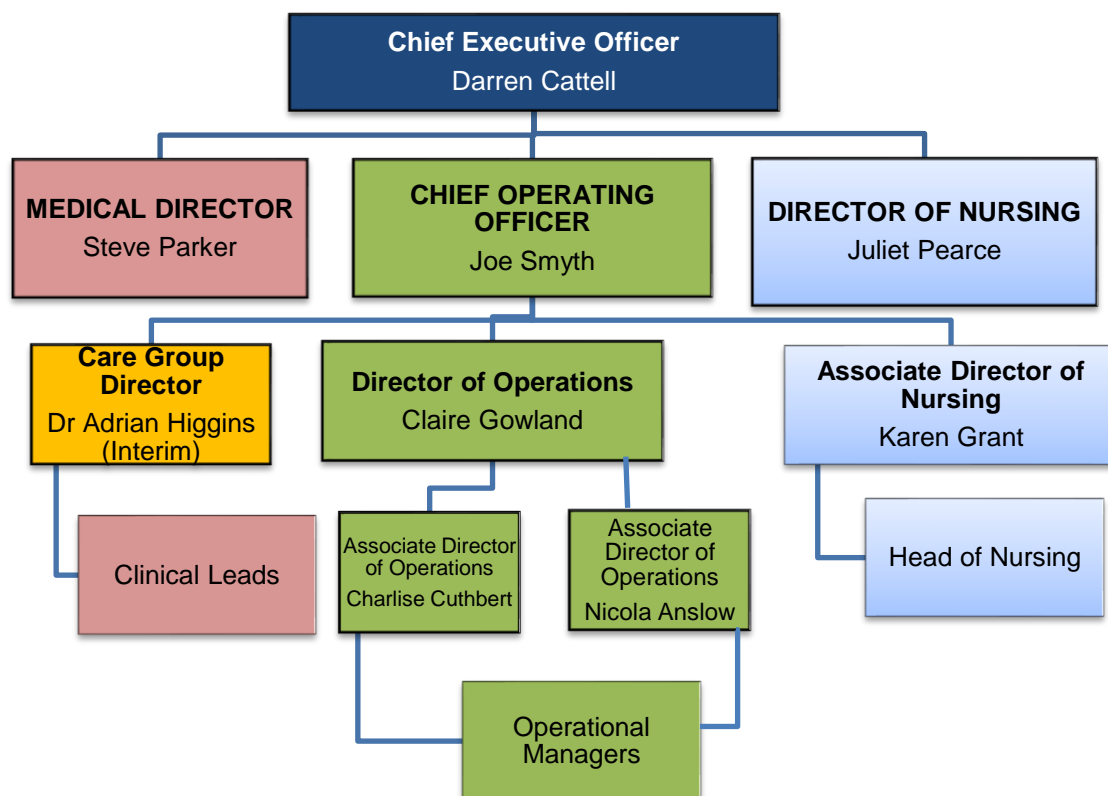 Chief Executive Officer
Darren Cattell
MEDICAL DIRECTOR
Steve Parker
CHIEF OPERATING
OFFICER
Joe Smyth
DIRECTOR OF NURSING
Juliet Pearce
Care Group
Director
Dr Adrian Higgins
(Interim)
Director of Operations
Claire Gowland
Associate Director of
Nursing
Karen Grant
Clinical Leads
Associate Director
of Operations
Charlise Cuthbert
Associate
Director of
Operations
Nicola Anslow
Head of Nursing
Operational
Managers